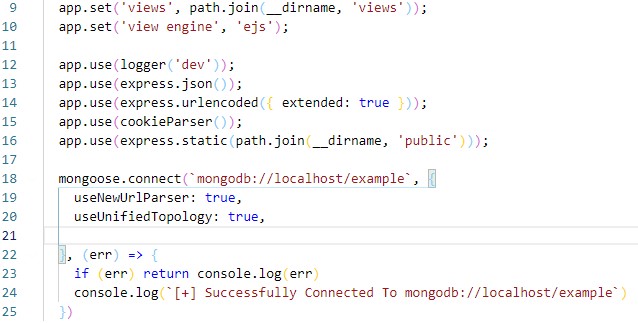 9 app.set('views', path.join(__dirname, 'views'));
10 app.set('view engine', 'ejs');
11
12 app.use(logger('dev'));
13 app.use(express.json());
14 app.use(express.urlencoded({ extended: true }));
15 app.use(cookieParser());
16 app.use(express.static(path.join(__dirname, 'public')));
17
18 mongoose.connect(`mongodb://localhost/example`, {
19   useNewUrlParser: true,
20   useUnifiedTopology: true,
21
22 }, (err) => {
23   if (err) return console.log(err)
24   console.log(`[+] Successfully Connected To mongodb://localhost/example`)
25 })